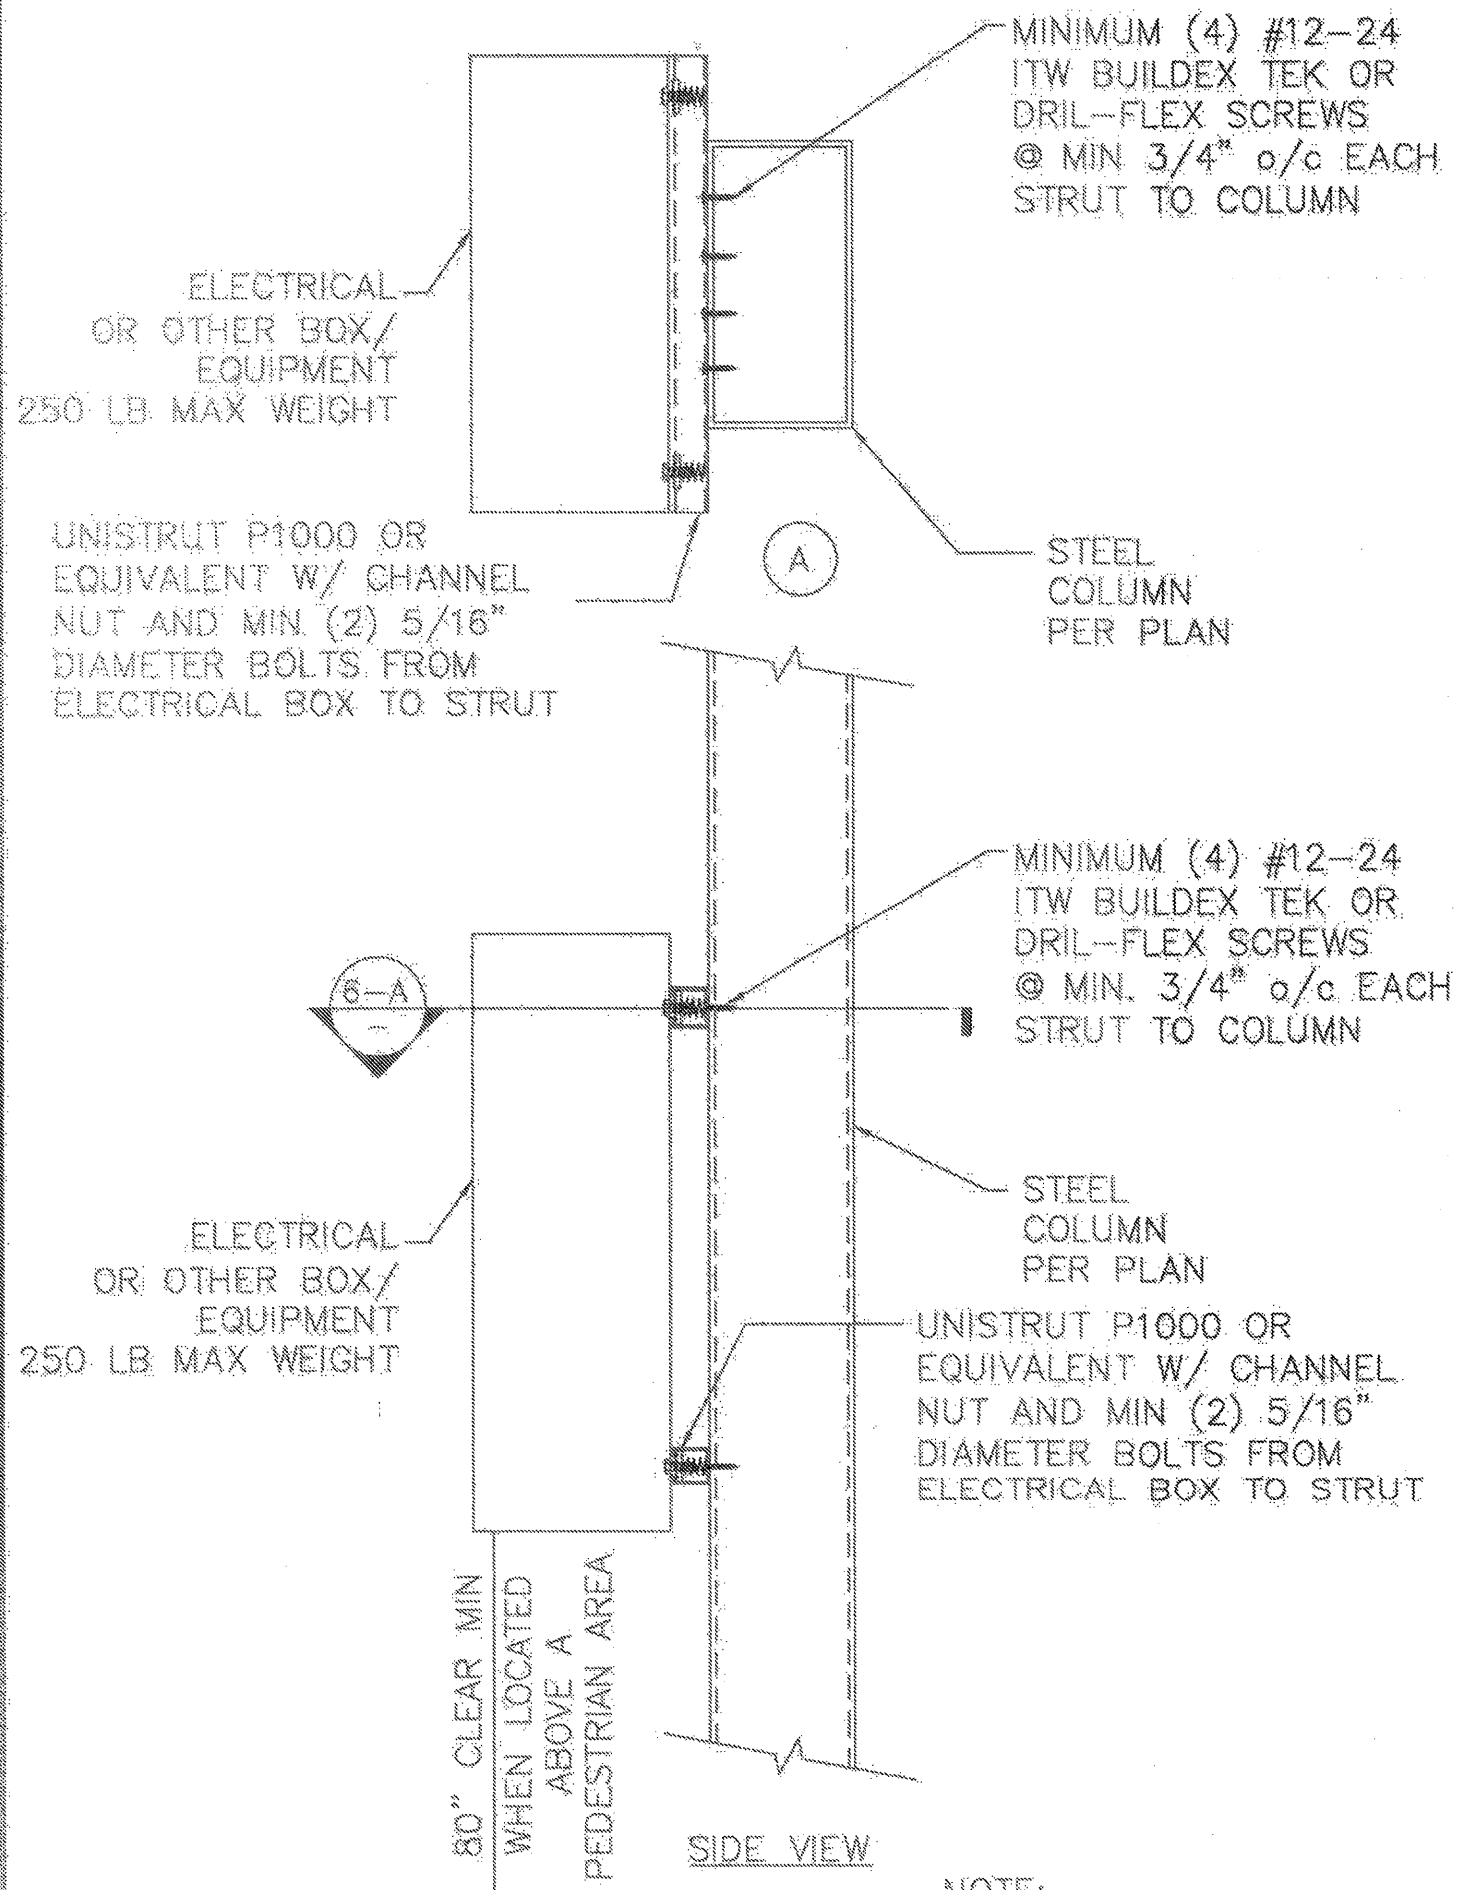 MINIMUM (4) #12-24
ITW BUILDEX TEK OR
DRIL-FLEX SCREWS
@ MIN 3/4" o/c EACH
STRUT TO COLUMN
ELECTRICAL
OR OTHER BOX/
EQUIPMENT
250 LB MAX WEIGHT
UNISTRUT P1000 OR
EQUIVALENT W/ CHANNEL
NUT AND MIN. (2) 5/16"
DIAMETER BOLTS FROM
ELECTRICAL BOX TO STRUT
A
STEEL
COLUMN
PER PLAN
MINIMUM (4) #12-24
ITW BUILDEX TEK OR
DRIL-FLEX SCREWS
@ MIN. 3/4" o/c EACH
STRUT TO COLUMN
6-A
STEEL
COLUMN
PER PLAN
ELECTRICAL
OR OTHER BOX/
EQUIPMENT
250 LB MAX WEIGHT
UNISTRUT P1000 OR
EQUIVALENT W/ CHANNEL
NUT AND MIN (2) 5/16"
DIAMETER BOLTS FROM
ELECTRICAL BOX TO STRUT
80" CLEAR MIN
WHEN LOCATED
ABOVE A
PEDESTRIAN AREA
SIDE VIEW
NOTE: